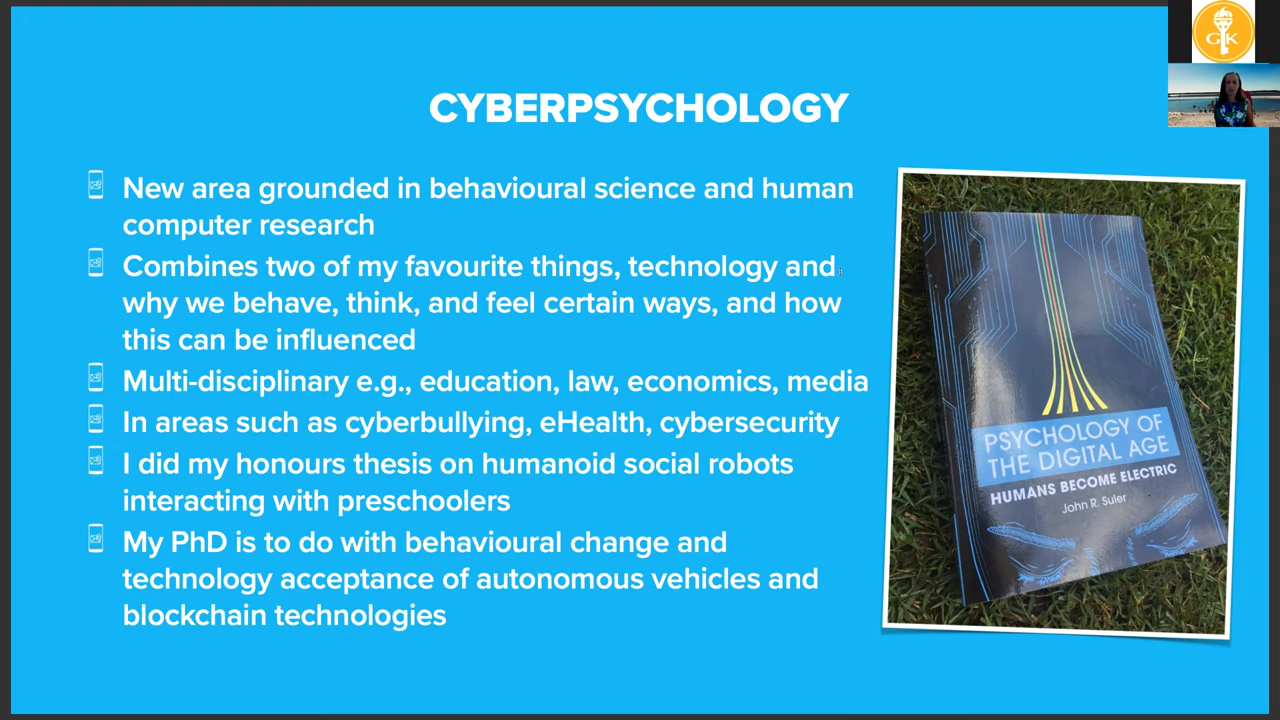 CYBERPSYCHOLOGY
New area grounded in behavioural science and human
computer research
Combines two of my favourite things, technology and
why we behave, think, and feel certain ways, and how
this can be influenced
Multi-disciplinary e.g., education, law, economics, media
In areas such as cyberbullying, eHealth, cybersecurity
I did my honours thesis on humanoid social robots
interacting with preschoolers
My PhD is to do with behavioural change and
technology acceptance of autonomous vehicles and
blockchain technologies
PSYCHOLOGY OF
THE DIGITAL AGE
HUMANS BECOME ELECTRIC
John R. Suler
G K